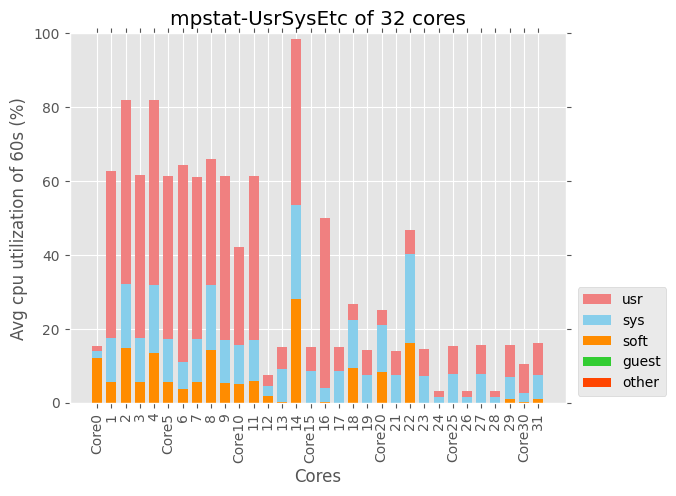 mpstat-UsrSysEtc of 32 cores
Avg cpu utilization of 60s (%)
100
80
60
40
20
0
Core0
1
2
3
4
Core5
6
7
8
9
Core10
11
12
13
14
Core15
16
17
18
19
Core20
21
22
23
24
Core25
26
27
28
29
Core30
31
Cores
usr
sys
soft
guest
other